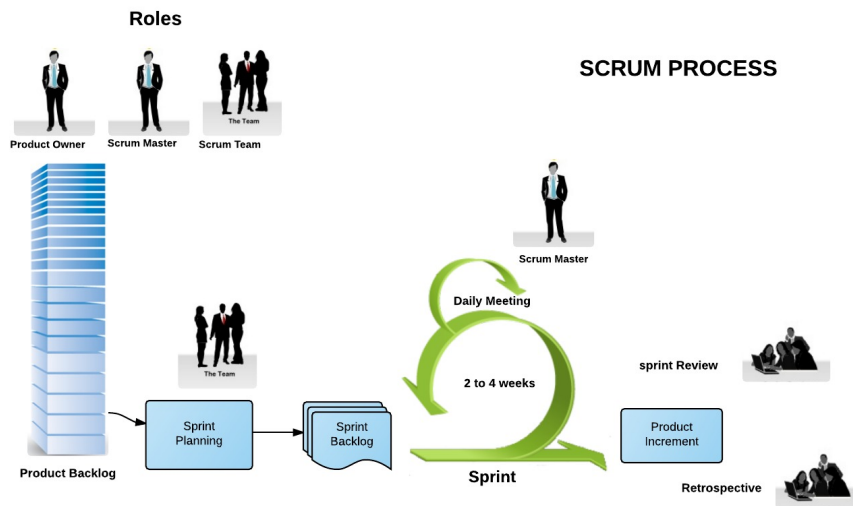 Roles
SCRUM PROCESS
The Team
Product Owner
Scrum Master
Scrum Team
Scrum Master
Daily Meeting
The Team
2 to 4 weeks
sprint Review
Sprint
Planning
Sprint
Backlog
Product
Increment
Product Backlog
Sprint
Retrospective